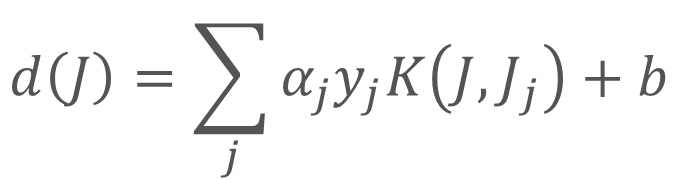 d(J) = ∑_j α_j y_j K(J, J_j) + b